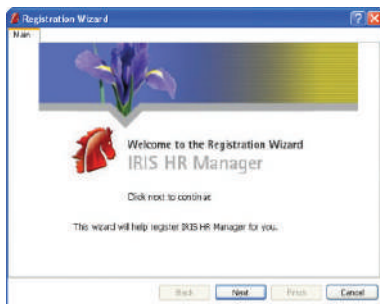 Registration Wizard
Main
Welcome to the Registration Wizard
IRIS HR Manager
Click next to continue
This wizard will help register IRIS HR Manager for you.
Back Next Finish Cancel